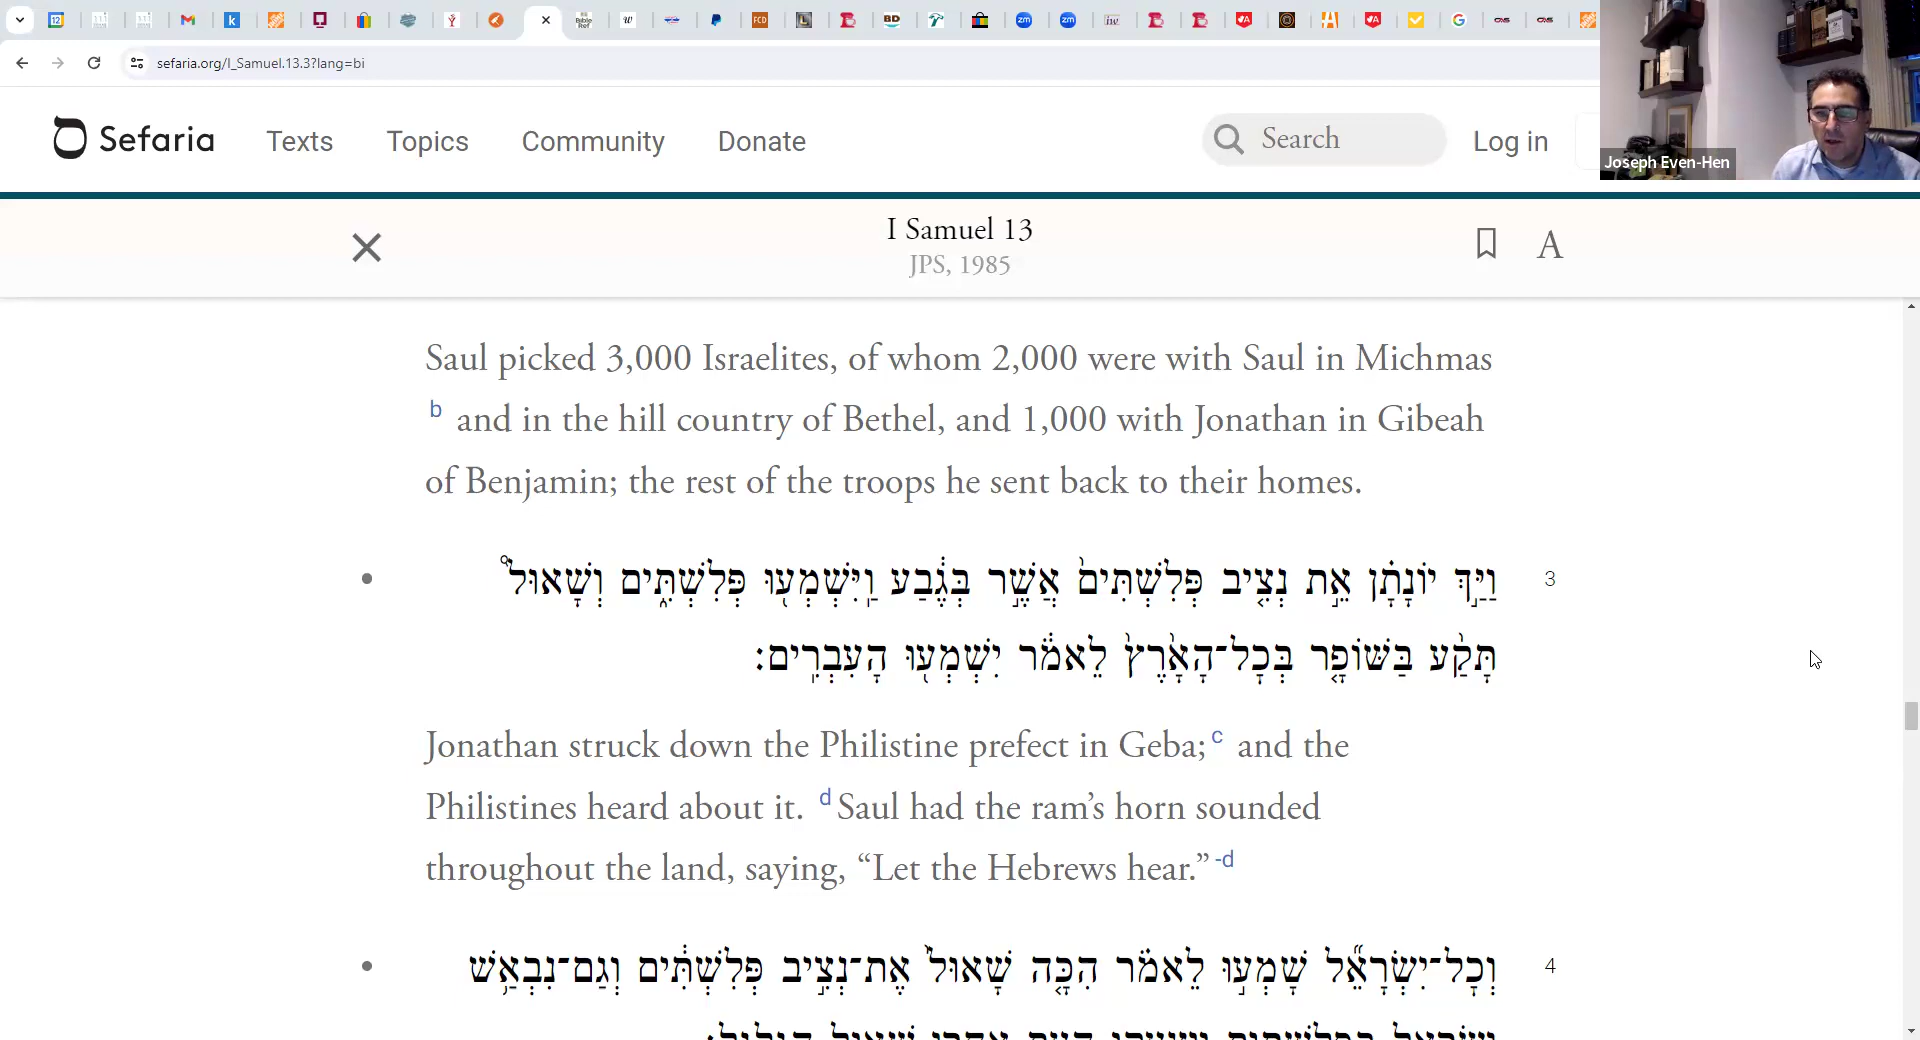 sefaria.org/I_Samuel.13.3?lang=bi
Sefaria
Texts
Topics
Community
Donate
Search
Log in
Joseph Even-Hen
I Samuel 13
JPS, 1985
A
Saul picked 3,000 Israelites, of whom 2,000 were with Saul in Michmas
b and in the hill country of Bethel, and 1,000 with Jonathan in Gibeah
of Benjamin; the rest of the troops he sent back to their homes.
3
וַיַּ֣ךְ יוֹנָתָ֗ן אֵ֣ת נְצִ֤יב פְּלִשְׁתִּים֙ אֲשֶׁ֣ר בְּגֶ֔בַע וַֽיִּשְׁמְע֖וּ פְּלִשְׁתִּ֑ים וְשָׁאוּל֩
תָּקַ֨ע בַּשּׁוֹפָ֤ר בְּכׇל־הָאָ֙רֶץ֙ לֵאמֹ֔ר יִשְׁמְע֖וּ הָעִבְרִֽים׃
Jonathan struck down the Philistine prefect in Geba;c and the
Philistines heard about it. dSaul had the ram’s horn sounded
throughout the land, saying, “Let the Hebrews hear.”-d
4
וְכׇל־יִשְׂרָאֵ֞ל שָׁמְע֣וּ לֵאמֹ֗ר הִכָּ֤ה שָׁאוּל֙ אֶת־נְצִ֣יב פְּלִשְׁתִּ֔ים וְגַם־נִבְאַ֥שׁ